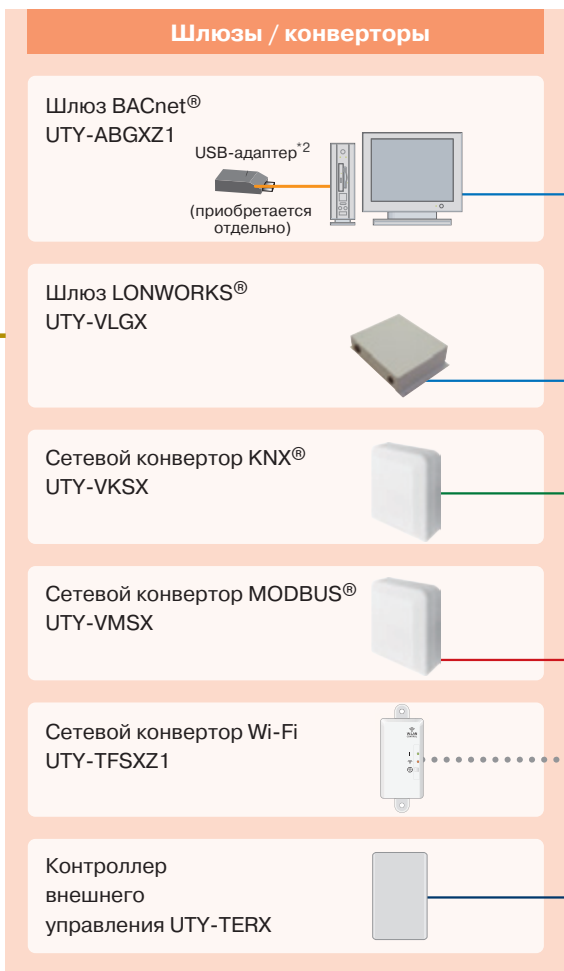 Шлюзы / конверторы
Шлюз BACnet®
UTY-ABGXZ1
USB-адаптер*2
(приобретается
отдельно)
Шлюз LONWORKS®
UTY-VLGX
Сетевой конвертор KNX®
UTY-VKSX
Сетевой конвертор MODBUS®
UTY-VMSX
Сетевой конвертор Wi-Fi
UTY-TFSXZ1
Контроллер
внешнего
управления UTY-TERX